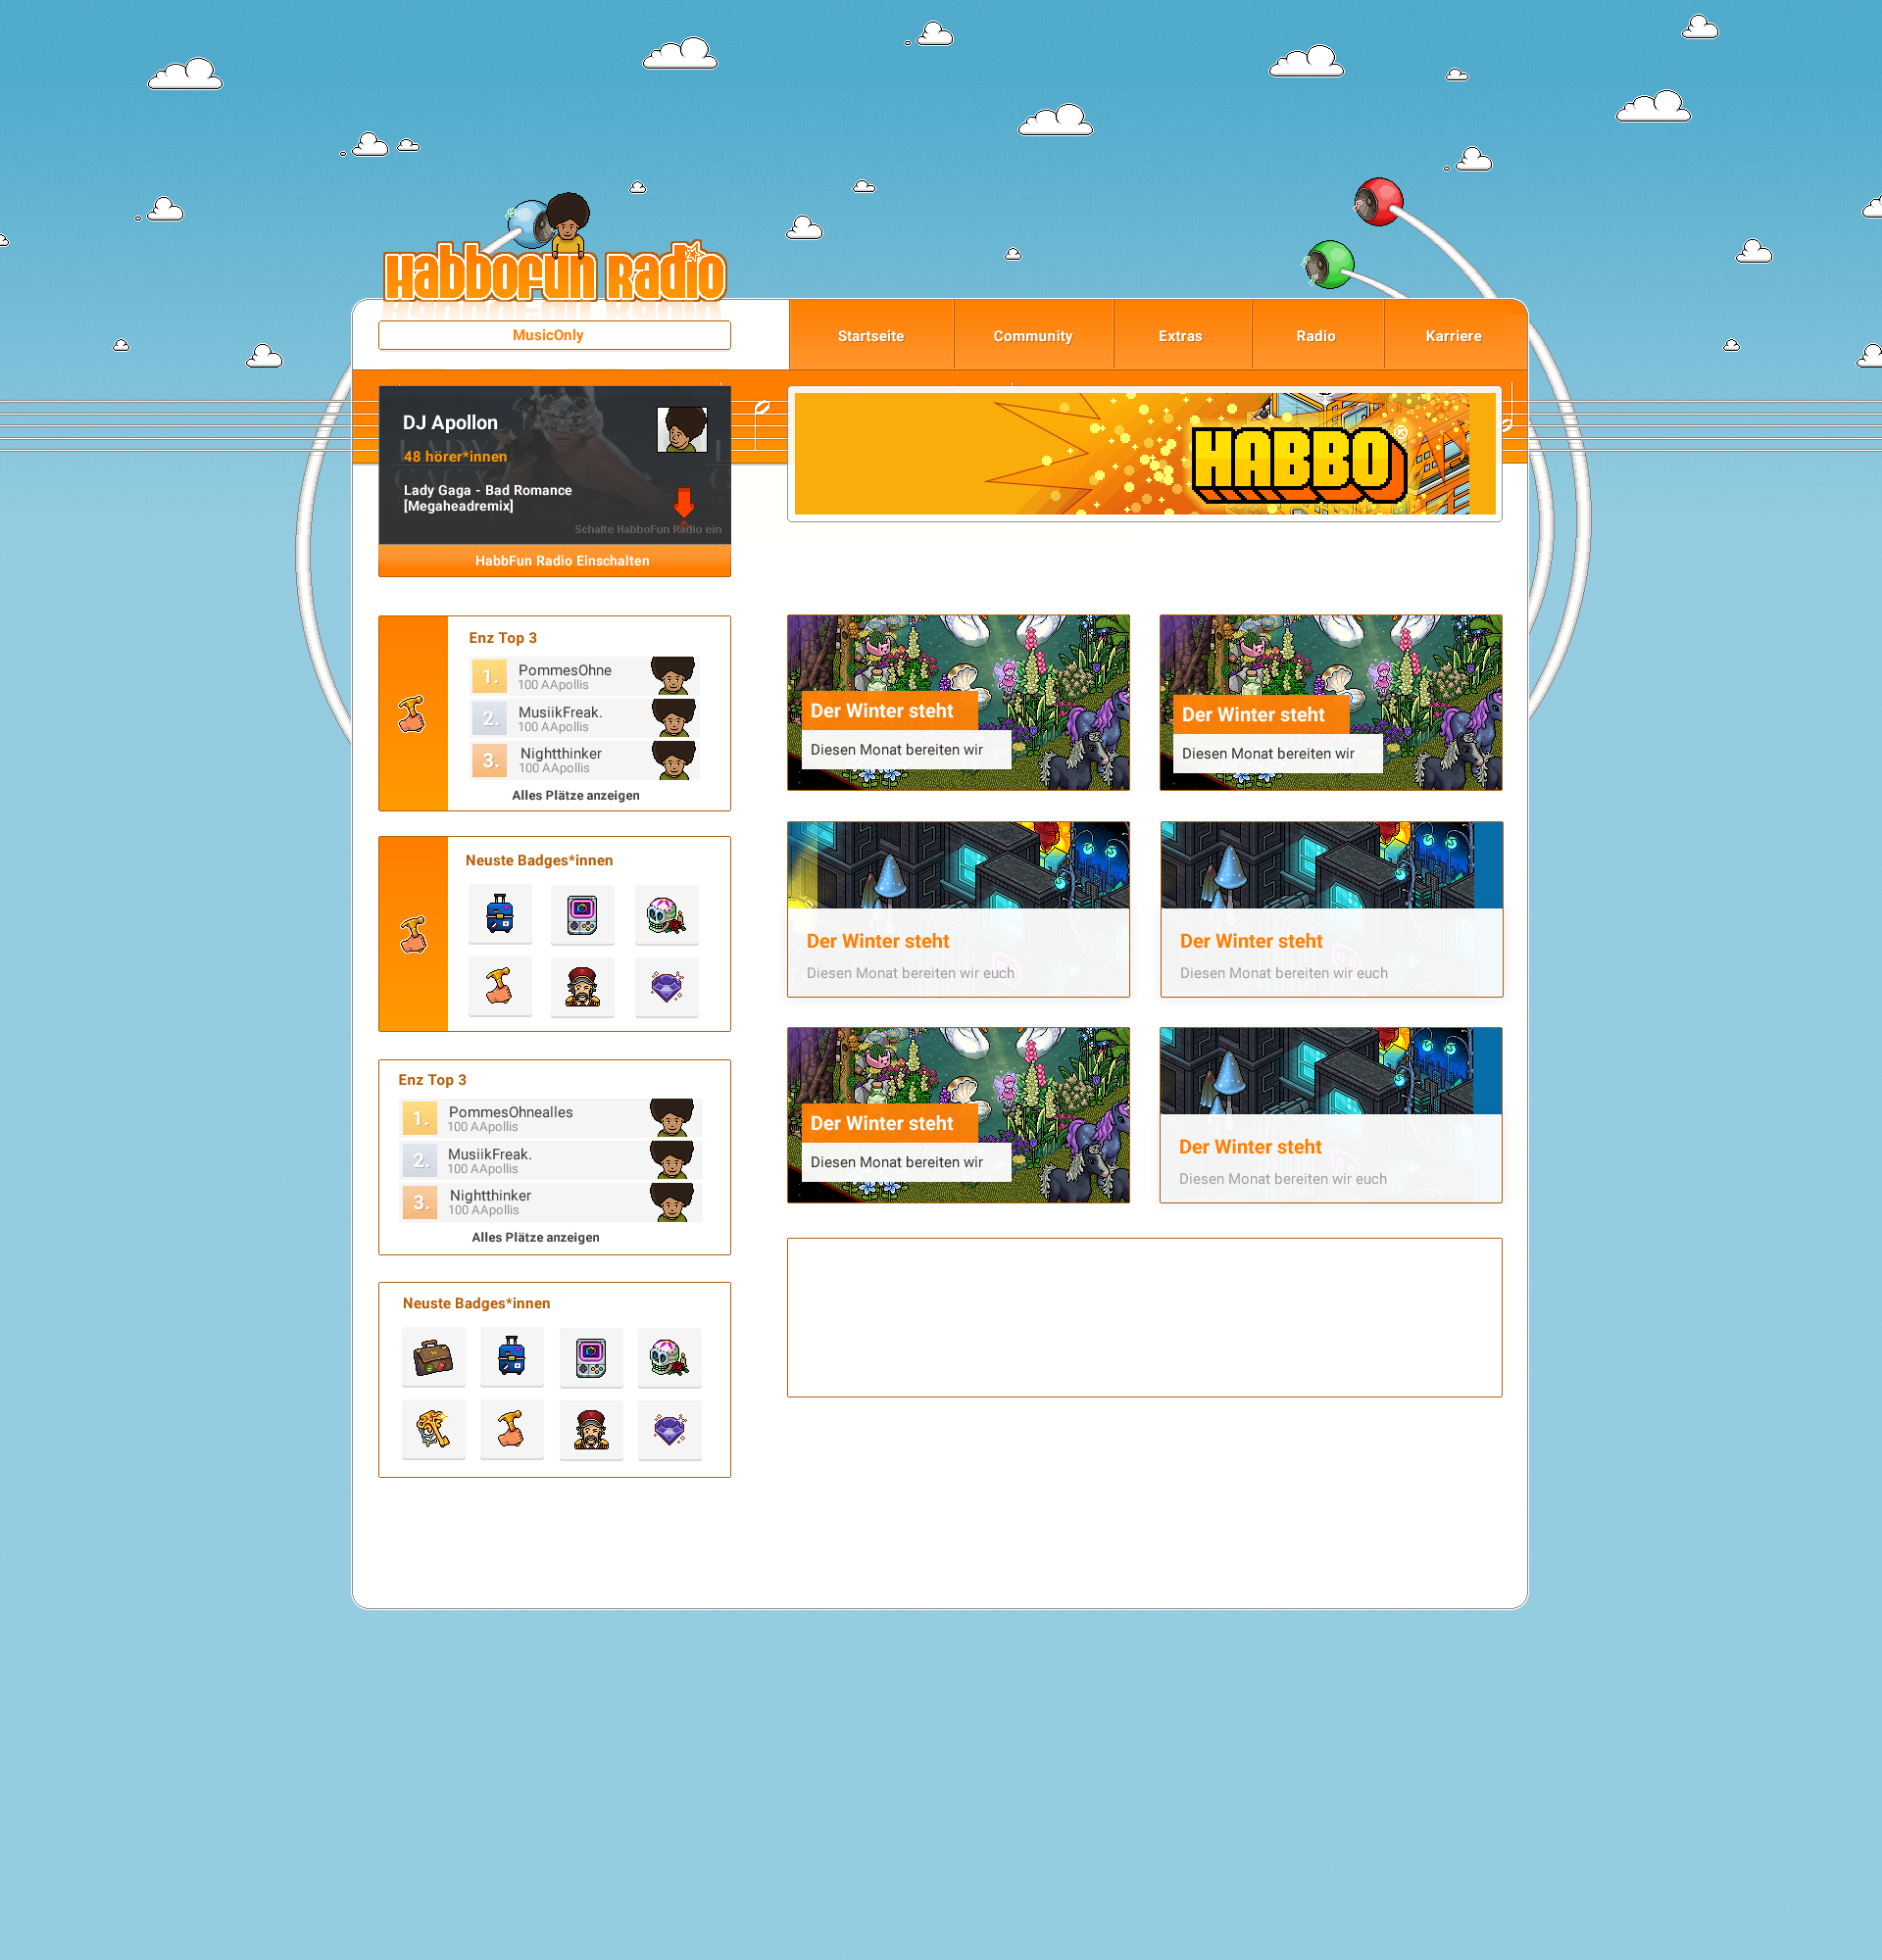 HabboFun Radio
MusicOnly
Startseite
Community
Extras
Radio
Karriere
DJ Apollon
48 hörer*innen
LADY
GAGA
Lady Gaga - Bad Romance
[Megaheadremix]
Schalte HabboFun Radio ein
HabbFun Radio Einschalten
HABBO
Enz Top 3
1.
PommesOhne
100 AApollis
2.
MusiikFreak.
100 AApollis
3.
Nightthinker
100 AApollis
Alles Plätze anzeigen
Der Winter steht
Diesen Monat bereiten wir
Der Winter steht
Diesen Monat bereiten wir
Neuste Badges*innen
Der Winter steht
Diesen Monat bereiten wir euch
Der Winter steht
Diesen Monat bereiten wir euch
Enz Top 3
1.
PommesOhnealles
100 AApollis
2.
MusiikFreak.
100 AApollis
3.
Nightthinker
100 AApollis
Alles Plätze anzeigen
Der Winter steht
Diesen Monat bereiten wir
Der Winter steht
Diesen Monat bereiten wir euch
Neuste Badges*innen